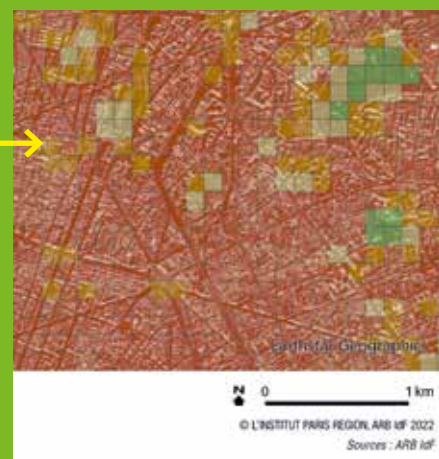 Earthstar Geographics
N 0 1 km
© L'INSTITUT PARIS REGION, ARB IdF 2022
Sources : ARB IdF